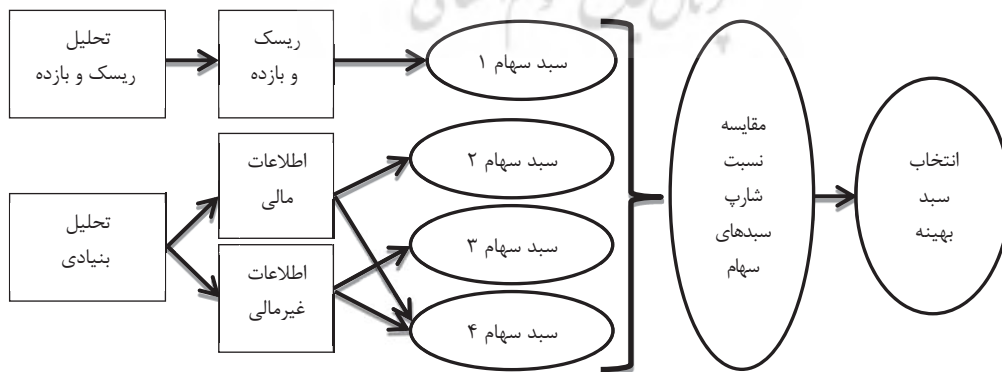 تحلیل
ریسک و بازده
ریسک
و بازده
سبد سهام ۱
تحلیل
بنیادی
اطلاعات
مالی
اطلاعات
غیرمالی
سبد سهام ۲
سبد سهام ۳
سبد سهام ۴
مقایسه
نسبت
شارپ
سبدهای
سهام
انتخاب
سبد
بهینه